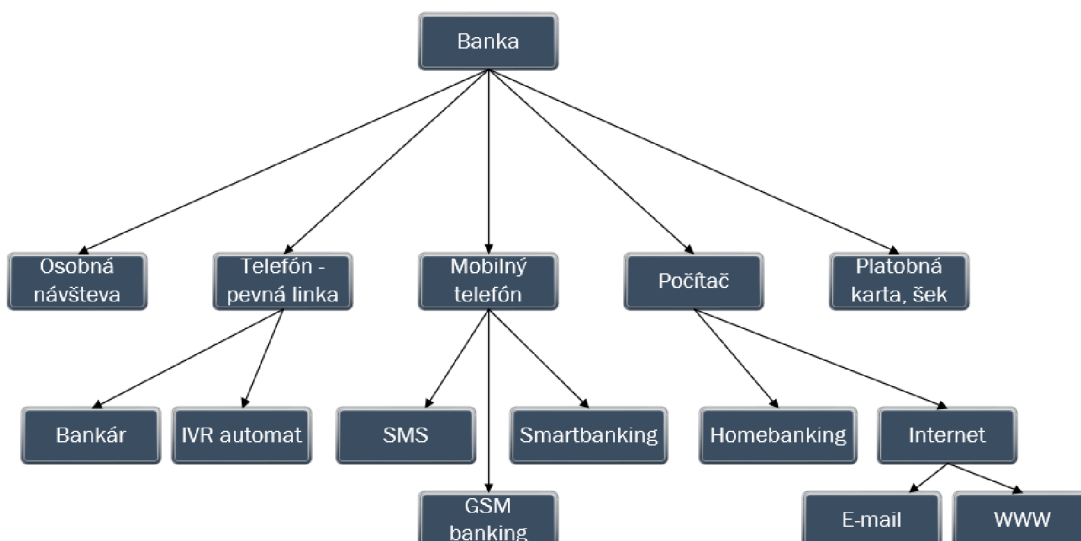 Banka
Osobná
návšteva
Telefón -
pevná linka
Mobilný
telefón
Počítač
Platobná
karta, šek
Bankár
IVR automat
SMS
Smartbanking
Homebanking
Internet
GSM
banking
E-mail
WWW